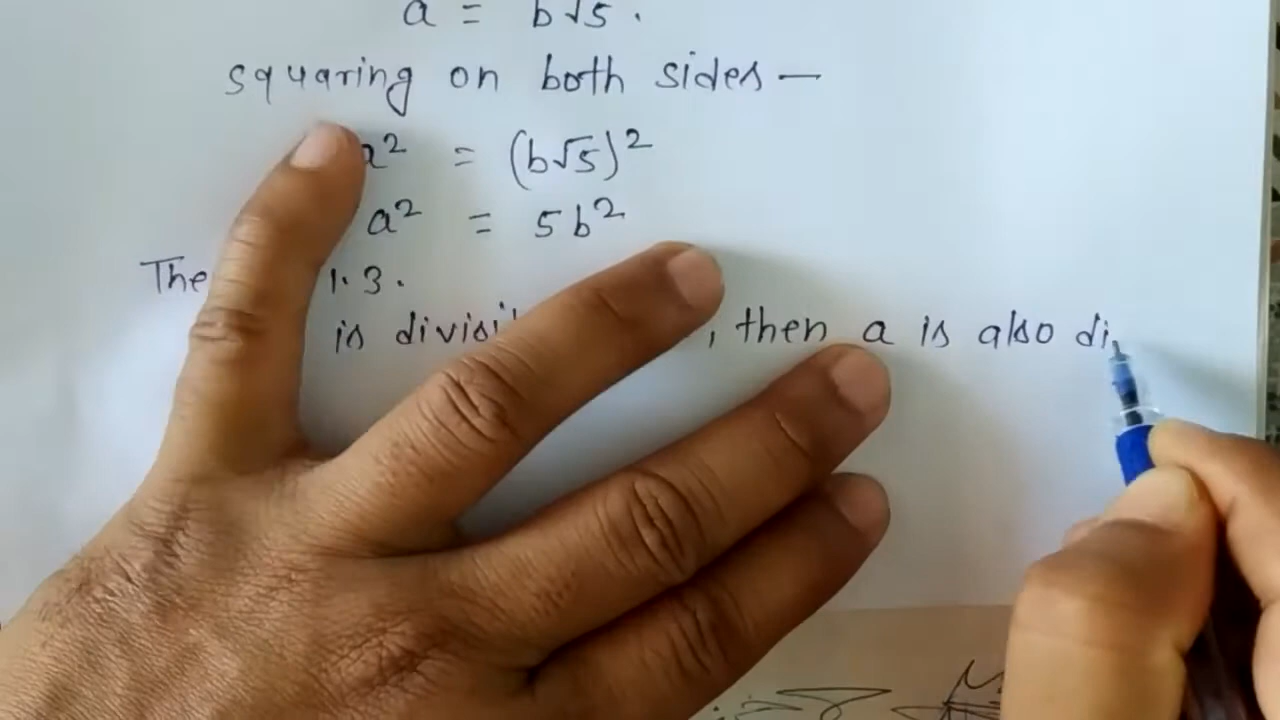 a = b√5.
squaring on both sides —
a² = (b√5)²
a² = 5b²
The 1.3.
is divisi , then a is also di